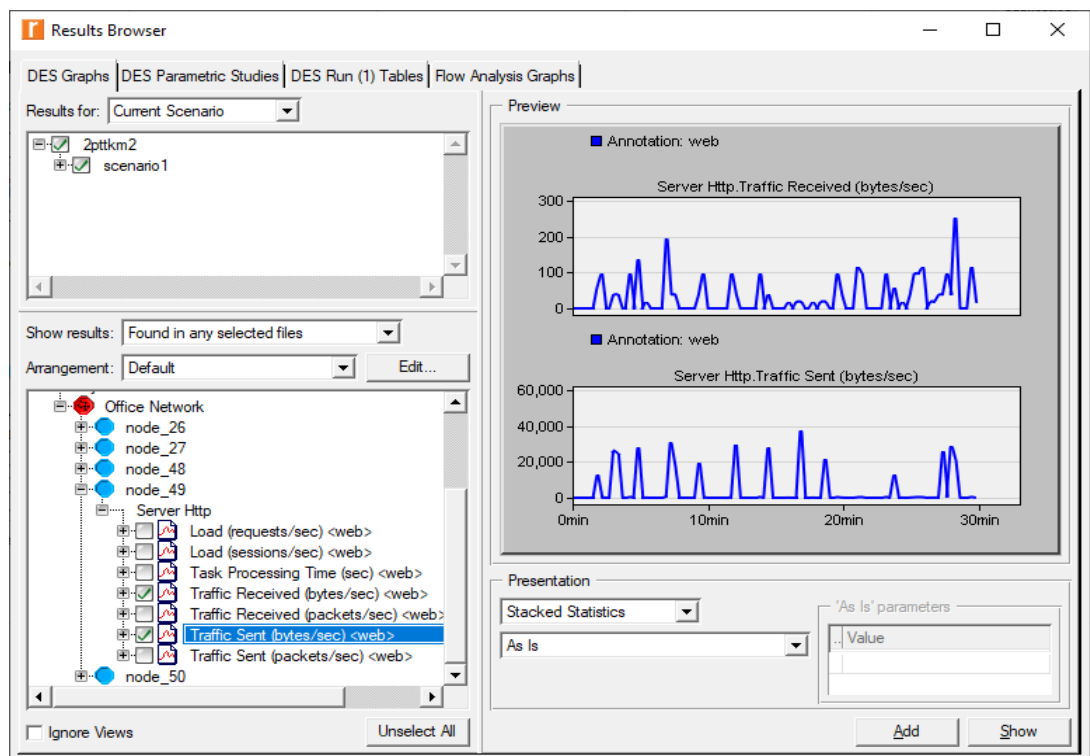 Results Browser
DES Graphs DES Parametric Studies DES Run (1) Tables Flow Analysis Graphs
Results for: Current Scenario
2pttkm2
scenario1
Show results: Found in any selected files
Arrangement: Default Edit...
Office Network
node_26
node_27
node_48
node_49
Server Http
Load (requests/sec) <web>
Load (sessions/sec) <web>
Task Processing Time (sec) <web>
Traffic Received (bytes/sec) <web>
Traffic Received (packets/sec) <web>
Traffic Sent (bytes/sec) <web>
Traffic Sent (packets/sec) <web>
node_50
Ignore Views Unselect All
Preview
Annotation: web
Server Http.Traffic Received (bytes/sec)
300
200
100
0
Annotation: web
Server Http.Traffic Sent (bytes/sec)
60,000
40,000
20,000
0
0min 10min 20min 30min
Presentation
Stacked Statistics
As Is
'As Is' parameters
.. Value
Add Show